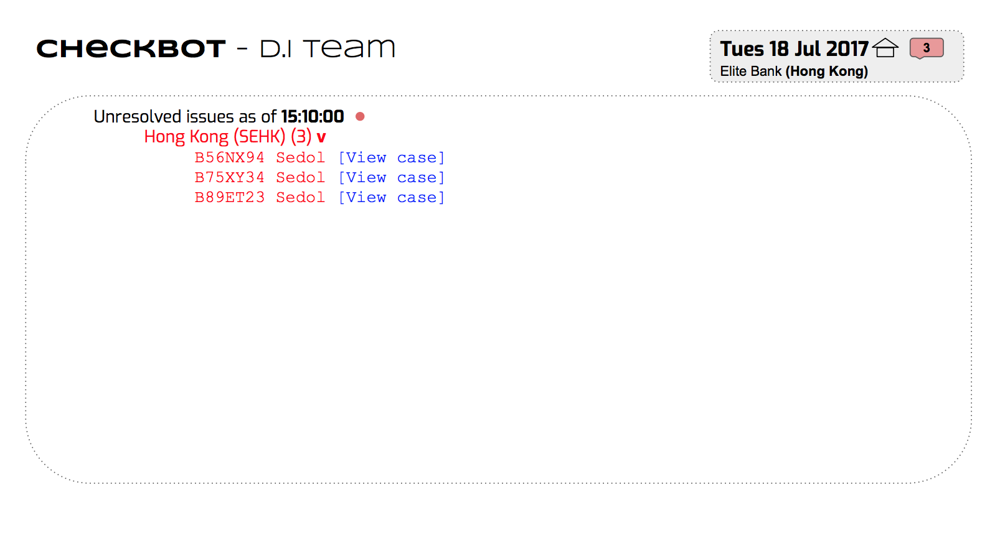 CHeCKBOT - D.I Team
Tues 18 Jul 2017
3
Elite Bank (Hong Kong)
Unresolved issues as of 15:10:00
Hong Kong (SEHK) (3) v
B56NX94 Sedol [View case]
B75XY34 Sedol [View case]
B89ET23 Sedol [View case]